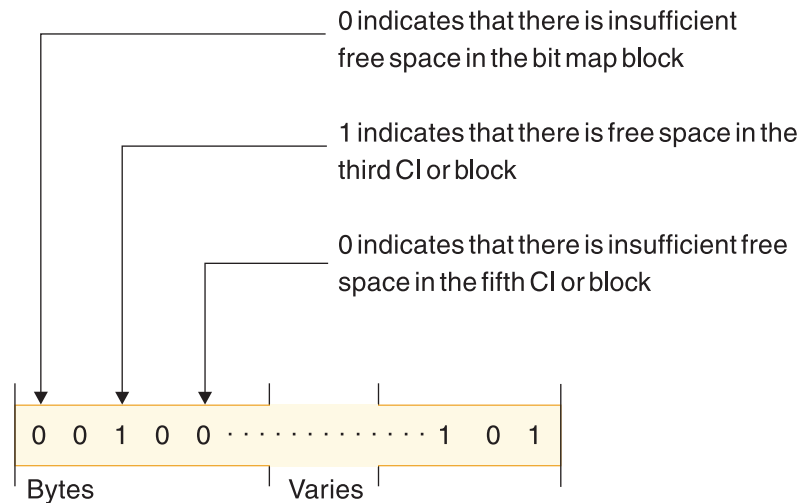 0 indicates that there is insufficient
free space in the bit map block
1 indicates that there is free space in the
third CI or block
0 indicates that there is insufficient free
space in the fifth CI or block
0 0 1 0 0 · · · · · · · · · · · · · 1 0 1
Bytes Varies